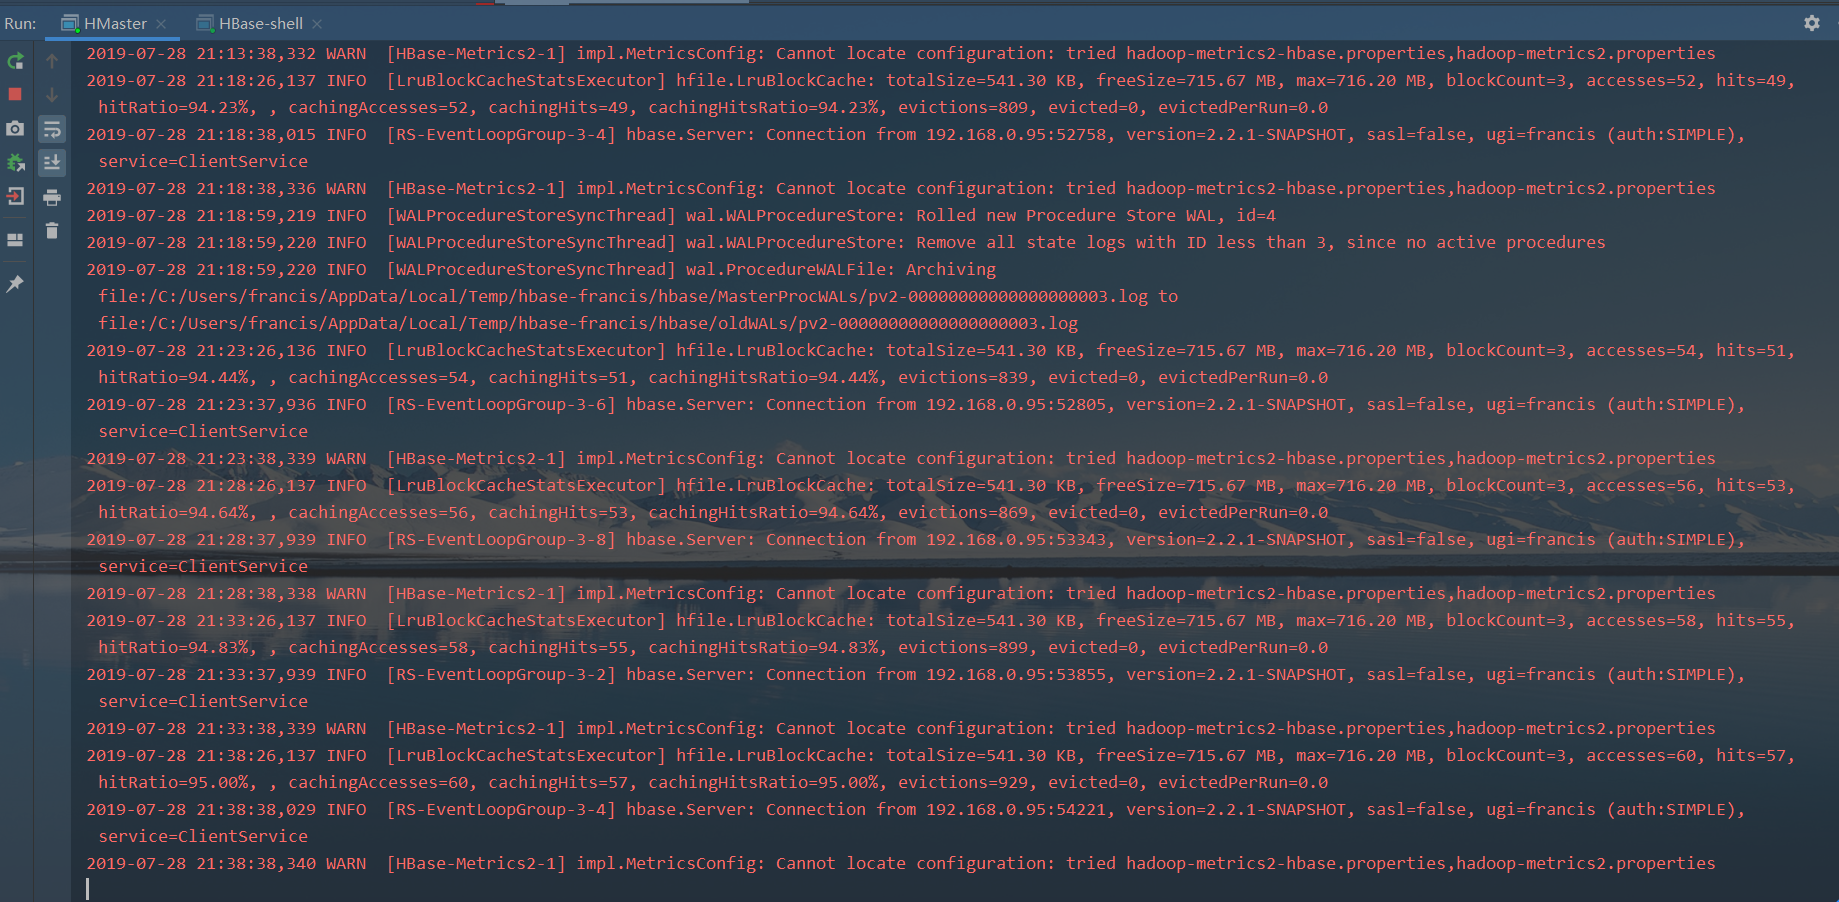 Run: HMaster HBase-shell
2019-07-28 21:13:38,332 WARN  [HBase-Metrics2-1] impl.MetricsConfig: Cannot locate configuration: tried hadoop-metrics2-hbase.properties,hadoop-metrics2.properties
2019-07-28 21:18:26,137 INFO  [LruBlockCacheStatsExecutor] hfile.LruBlockCache: totalSize=541.30 KB, freeSize=715.67 MB, max=716.20 MB, blockCount=3, accesses=52, hits=49,
hitRatio=94.23%, , cachingAccesses=52, cachingHits=49, cachingHitsRatio=94.23%, evictions=809, evicted=0, evictedPerRun=0.0
2019-07-28 21:18:38,015 INFO  [RS-EventLoopGroup-3-4] hbase.Server: Connection from 192.168.0.95:52758, version=2.2.1-SNAPSHOT, sasl=false, ugi=francis (auth:SIMPLE),
service=ClientService
2019-07-28 21:18:38,336 WARN  [HBase-Metrics2-1] impl.MetricsConfig: Cannot locate configuration: tried hadoop-metrics2-hbase.properties,hadoop-metrics2.properties
2019-07-28 21:18:59,219 INFO  [WALProcedureStoreSyncThread] wal.WALProcedureStore: Rolled new Procedure Store WAL, id=4
2019-07-28 21:18:59,220 INFO  [WALProcedureStoreSyncThread] wal.WALProcedureStore: Remove all state logs with ID less than 3, since no active procedures
2019-07-28 21:18:59,220 INFO  [WALProcedureStoreSyncThread] wal.ProcedureWALFile: Archiving
file:/C:/Users/francis/AppData/Local/Temp/hbase-francis/hbase/MasterProcWALs/pv2-00000000000000000003.log to
file:/C:/Users/francis/AppData/Local/Temp/hbase-francis/hbase/oldWALs/pv2-00000000000000000003.log
2019-07-28 21:23:26,136 INFO  [LruBlockCacheStatsExecutor] hfile.LruBlockCache: totalSize=541.30 KB, freeSize=715.67 MB, max=716.20 MB, blockCount=3, accesses=54, hits=51,
hitRatio=94.44%, , cachingAccesses=54, cachingHits=51, cachingHitsRatio=94.44%, evictions=839, evicted=0, evictedPerRun=0.0
2019-07-28 21:23:37,936 INFO  [RS-EventLoopGroup-3-6] hbase.Server: Connection from 192.168.0.95:52805, version=2.2.1-SNAPSHOT, sasl=false, ugi=francis (auth:SIMPLE),
service=ClientService
2019-07-28 21:23:38,339 WARN  [HBase-Metrics2-1] impl.MetricsConfig: Cannot locate configuration: tried hadoop-metrics2-hbase.properties,hadoop-metrics2.properties
2019-07-28 21:28:26,137 INFO  [LruBlockCacheStatsExecutor] hfile.LruBlockCache: totalSize=541.30 KB, freeSize=715.67 MB, max=716.20 MB, blockCount=3, accesses=56, hits=53,
hitRatio=94.64%, , cachingAccesses=56, cachingHits=53, cachingHitsRatio=94.64%, evictions=869, evicted=0, evictedPerRun=0.0
2019-07-28 21:28:37,939 INFO  [RS-EventLoopGroup-3-8] hbase.Server: Connection from 192.168.0.95:53343, version=2.2.1-SNAPSHOT, sasl=false, ugi=francis (auth:SIMPLE),
service=ClientService
2019-07-28 21:28:38,338 WARN  [HBase-Metrics2-1] impl.MetricsConfig: Cannot locate configuration: tried hadoop-metrics2-hbase.properties,hadoop-metrics2.properties
2019-07-28 21:33:26,137 INFO  [LruBlockCacheStatsExecutor] hfile.LruBlockCache: totalSize=541.30 KB, freeSize=715.67 MB, max=716.20 MB, blockCount=3, accesses=58, hits=55,
hitRatio=94.83%, , cachingAccesses=58, cachingHits=55, cachingHitsRatio=94.83%, evictions=899, evicted=0, evictedPerRun=0.0
2019-07-28 21:33:37,939 INFO  [RS-EventLoopGroup-3-2] hbase.Server: Connection from 192.168.0.95:53855, version=2.2.1-SNAPSHOT, sasl=false, ugi=francis (auth:SIMPLE),
service=ClientService
2019-07-28 21:33:38,339 WARN  [HBase-Metrics2-1] impl.MetricsConfig: Cannot locate configuration: tried hadoop-metrics2-hbase.properties,hadoop-metrics2.properties
2019-07-28 21:38:26,137 INFO  [LruBlockCacheStatsExecutor] hfile.LruBlockCache: totalSize=541.30 KB, freeSize=715.67 MB, max=716.20 MB, blockCount=3, accesses=60, hits=57,
hitRatio=95.00%, , cachingAccesses=60, cachingHits=57, cachingHitsRatio=95.00%, evictions=929, evicted=0, evictedPerRun=0.0
2019-07-28 21:38:38,029 INFO  [RS-EventLoopGroup-3-4] hbase.Server: Connection from 192.168.0.95:54221, version=2.2.1-SNAPSHOT, sasl=false, ugi=francis (auth:SIMPLE),
service=ClientService
2019-07-28 21:38:38,340 WARN  [HBase-Metrics2-1] impl.MetricsConfig: Cannot locate configuration: tried hadoop-metrics2-hbase.properties,hadoop-metrics2.properties